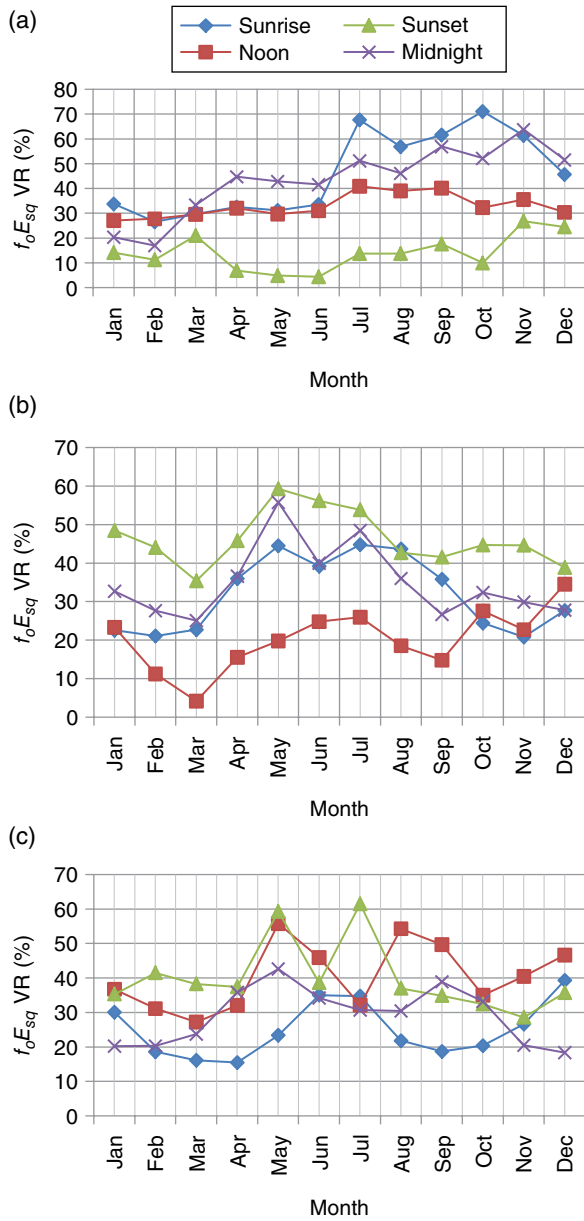 (a)
Sunrise
Sunset
Noon
Midnight
80
70
60
50
40
30
20
10
0
f_oE_sq VR (%)
Jan
Feb
Mar
Apr
May
Jun
Jul
Aug
Sep
Oct
Nov
Dec
Month
(b)
70
60
50
40
30
20
10
0
f_oE_sq VR (%)
Jan
Feb
Mar
Apr
May
Jun
Jul
Aug
Sep
Oct
Nov
Dec
Month
(c)
70
60
50
40
30
20
10
0
f_oE_sq VR (%)
Jan
Feb
Mar
Apr
May
Jun
Jul
Aug
Sep
Oct
Nov
Dec
Month